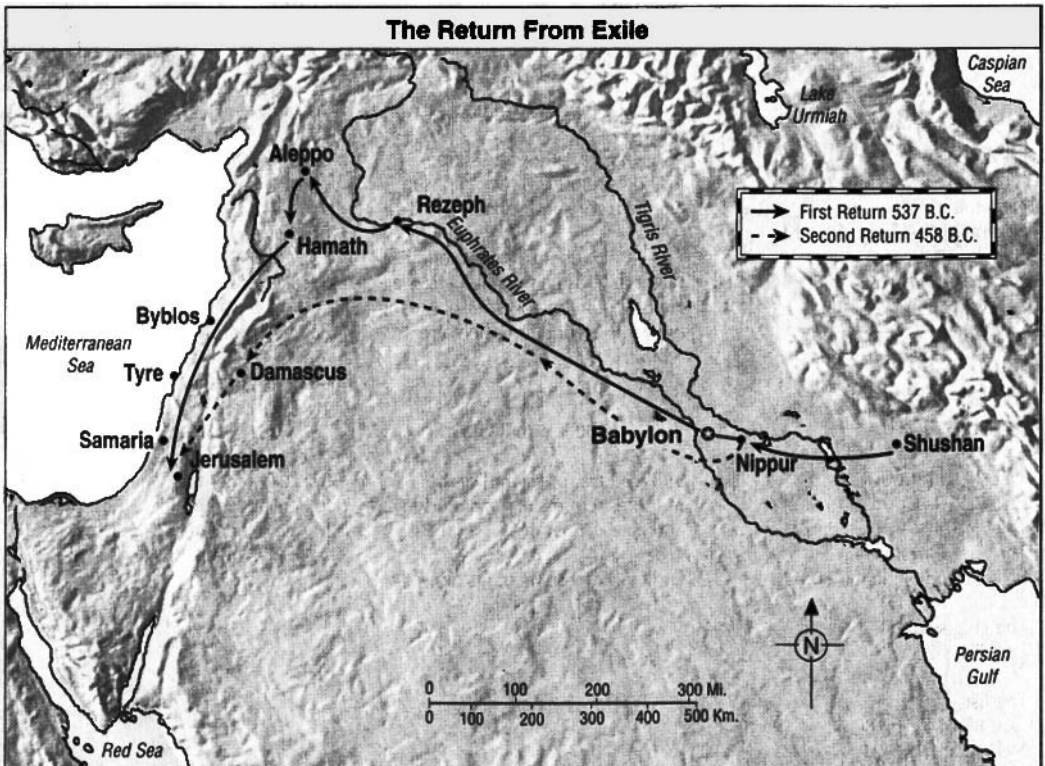 The Return From Exile
Caspian
Sea
Lake
Urmiah
Aleppo
Rezeph
Tigris River
First Return 537 B.C.
Second Return 458 B.C.
Hamath
Euphrates River
Byblos
Mediterranean
Sea
Tyre
Damascus
Samaria
Babylon
Shushan
Jerusalem
Nippur
N
Persian
Gulf
0 100 200 300 Mi.
0 100 200 300 400 500 Km.
Red Sea